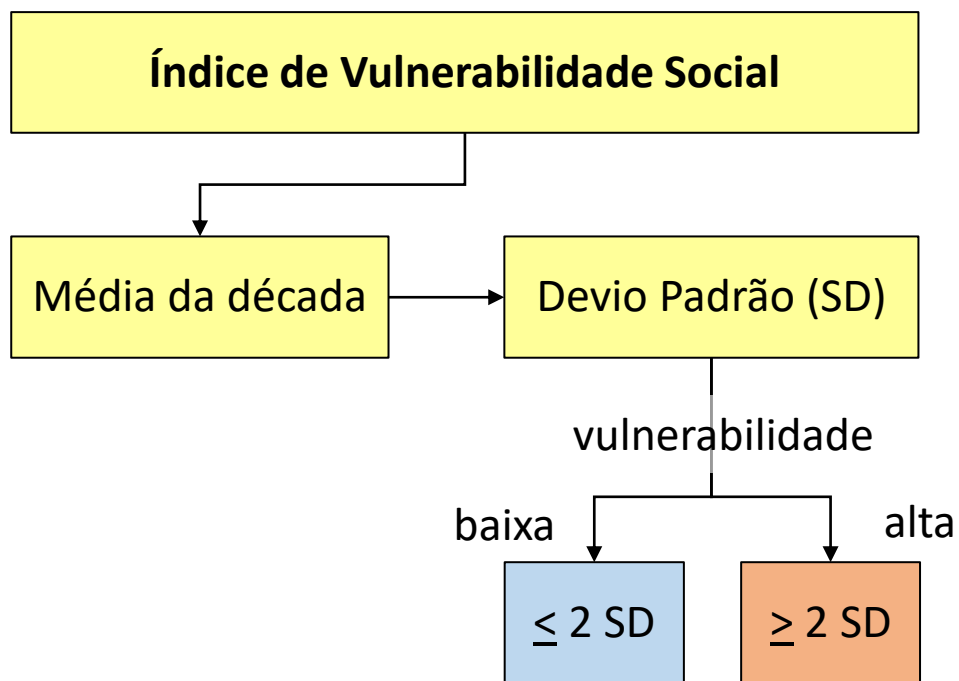 Índice de Vulnerabilidade Social
Média da década
Devio Padrão (SD)
vulnerabilidade
baixa
alta
≤ 2 SD
≥ 2 SD